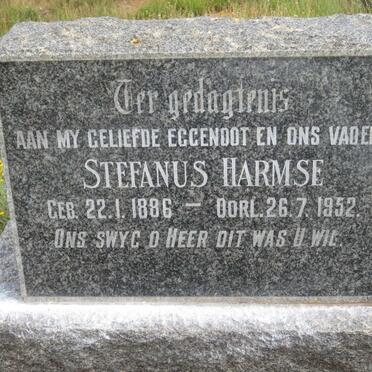 Ter gedagtenis
AAN MY GELIEFDE EGGENOOT EN ONS VADER
STEFANUS HARMSE
GEB. 22.1.1886 — OORL. 26.7.1952.
ONS SWYG O HEER DIT WAS U WIL.